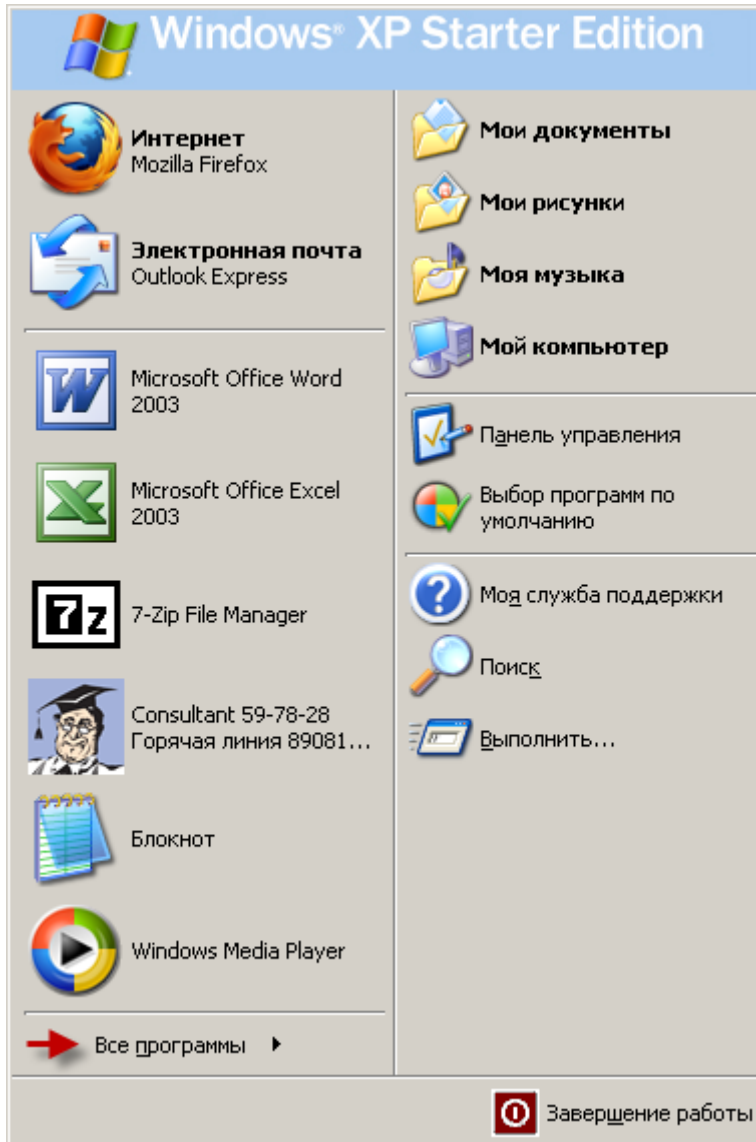 Windows® XP Starter Edition
Интернет
Mozilla Firefox
Электронная почта
Outlook Express
Microsoft Office Word
2003
Microsoft Office Excel
2003
7z
7-Zip File Manager
Consultant 59-78-28
Горячая линия 89081...
Блокнот
Windows Media Player
Все программы
Мои документы
Мои рисунки
Моя музыка
Мой компьютер
Панель управления
Выбор программ по
умолчанию
Моя служба поддержки
Поиск
Выполнить...
Завершение работы